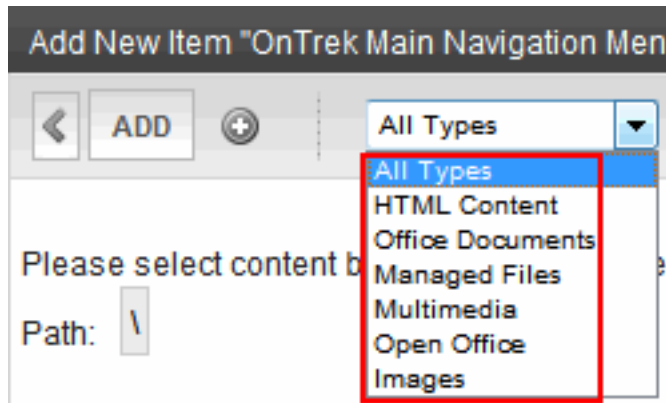 Add New Item "OnTrek Main Navigation Men
ADD All Types
All Types
HTML Content
Office Documents
Please select content b
Managed Files
Multimedia
Path: \
Open Office
Images